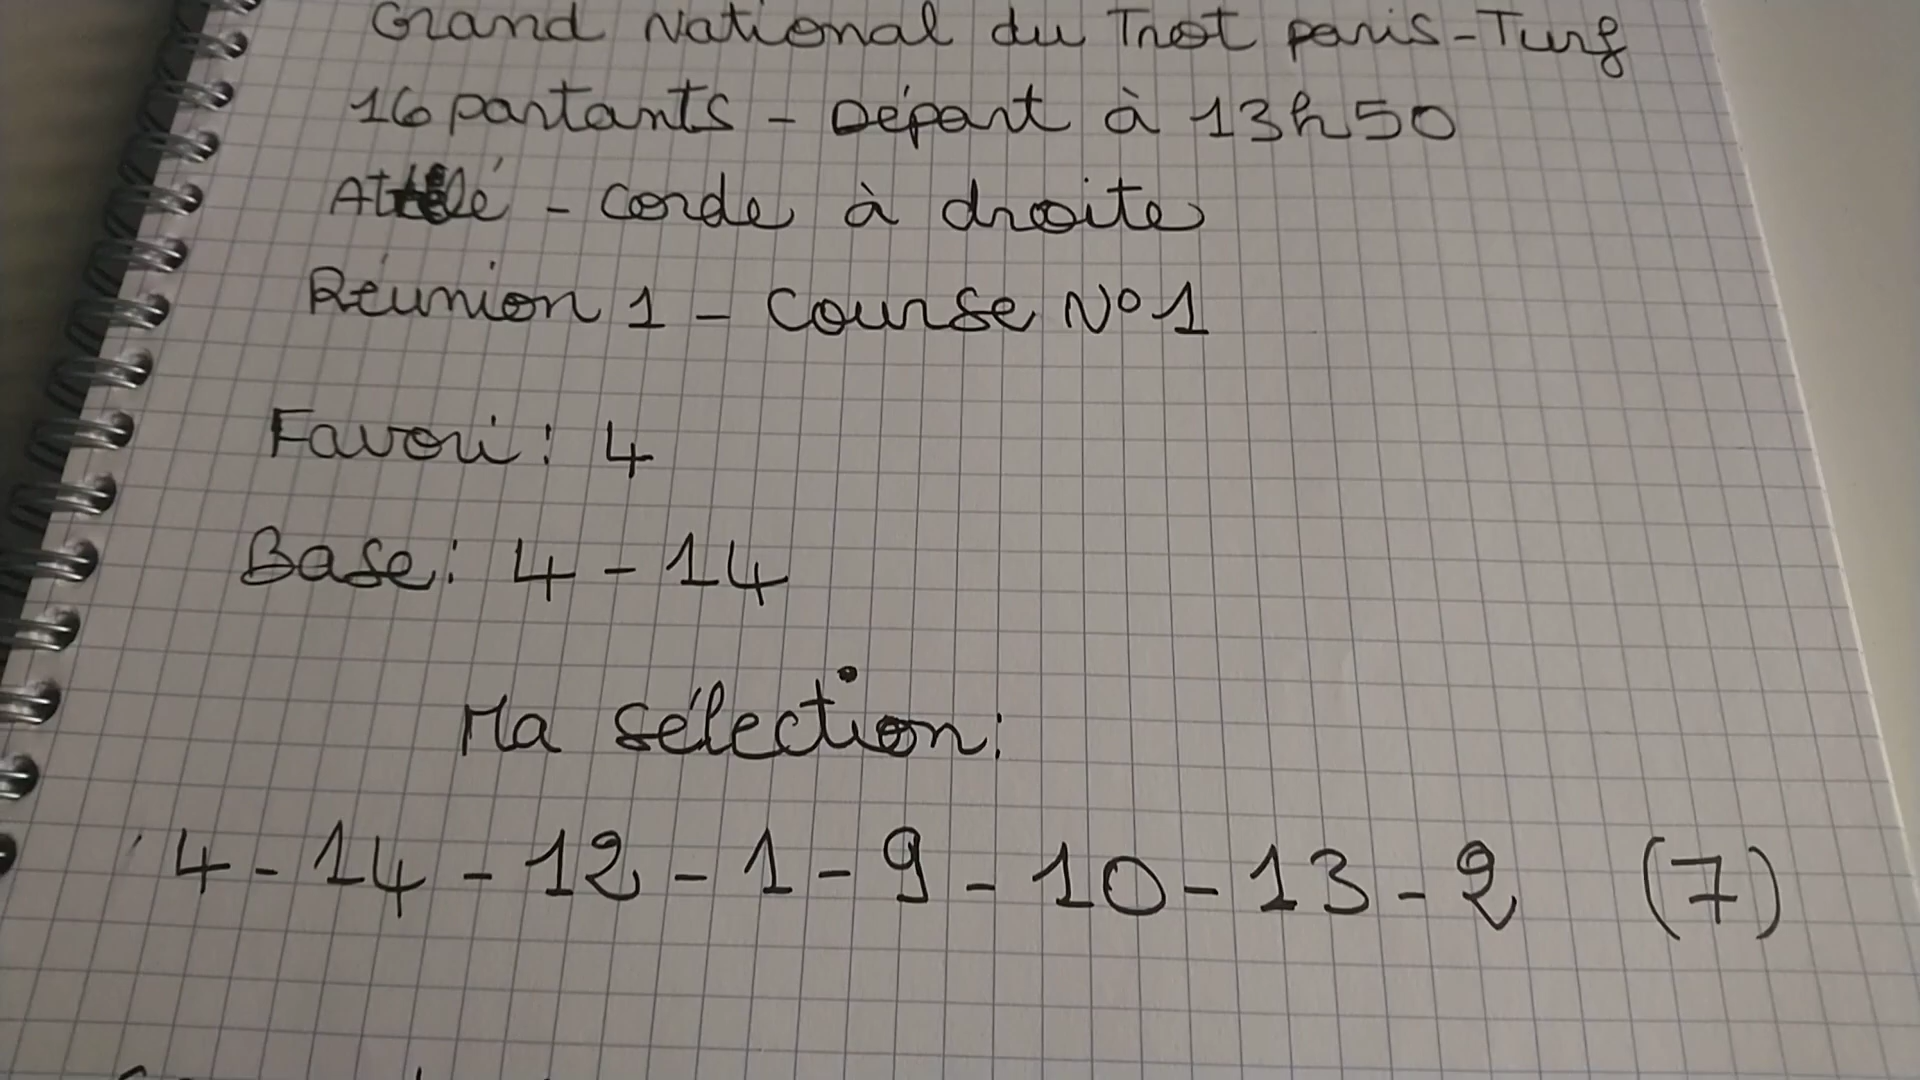 Grand National du Trot paris-Turf
16 partants - Départ à 13h50
Attelé - corde à droite
Réunion 1 - Course N°1
Favori: 4
Base: 4-14
Ma sélection:
4-14-12-1-9-10-13-2 (7)